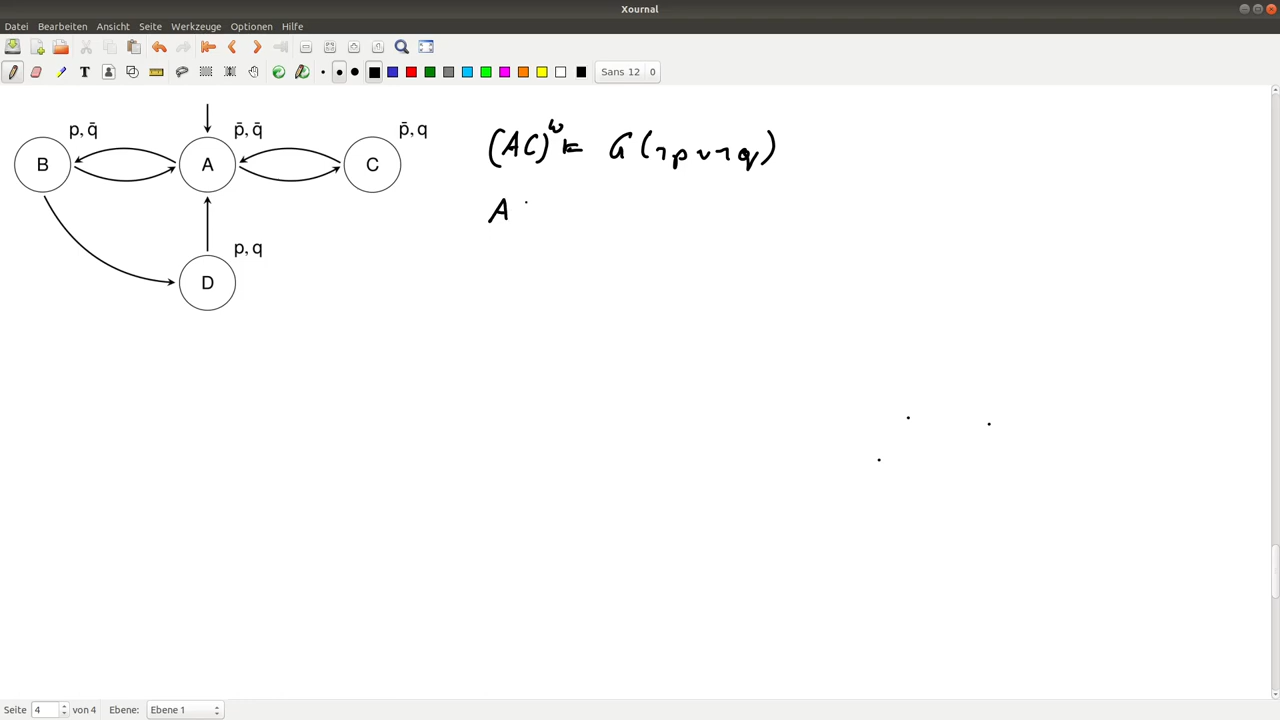 Xournal
Datei Bearbeiten Ansicht Seite Werkzeuge Optionen Hilfe
T Sans 12 0
p, q̄ p̄, q̄ p̄, q
B A C
(AC)^ω ⊨ G(¬p ∨ ¬q)
A
p, q
D
Seite 4 von 4 Ebene: Ebene 1